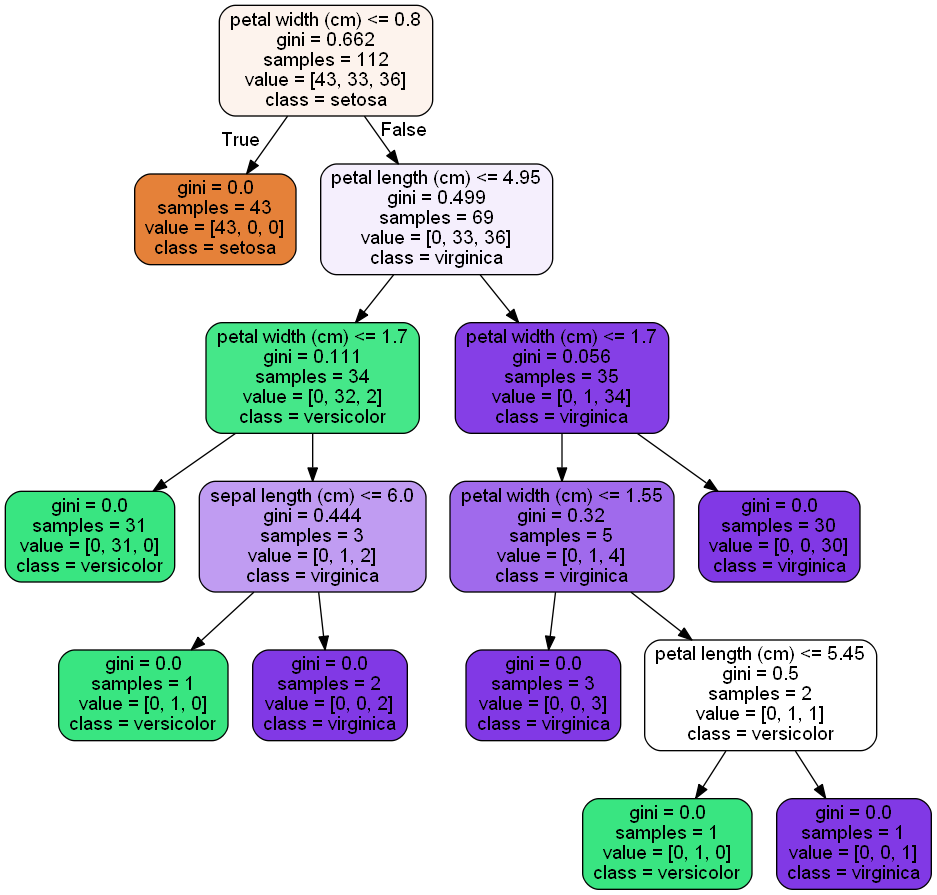 petal width (cm) <= 0.8
gini = 0.662
samples = 112
value = [43, 33, 36]
class = setosa
True
False
gini = 0.0
samples = 43
value = [43, 0, 0]
class = setosa
petal length (cm) <= 4.95
gini = 0.499
samples = 69
value = [0, 33, 36]
class = virginica
petal width (cm) <= 1.7
gini = 0.111
samples = 34
value = [0, 32, 2]
class = versicolor
petal width (cm) <= 1.7
gini = 0.056
samples = 35
value = [0, 1, 34]
class = virginica
gini = 0.0
samples = 31
value = [0, 31, 0]
class = versicolor
sepal length (cm) <= 6.0
gini = 0.444
samples = 3
value = [0, 1, 2]
class = virginica
petal width (cm) <= 1.55
gini = 0.32
samples = 5
value = [0, 1, 4]
class = virginica
gini = 0.0
samples = 30
value = [0, 0, 30]
class = virginica
gini = 0.0
samples = 1
value = [0, 1, 0]
class = versicolor
gini = 0.0
samples = 2
value = [0, 0, 2]
class = virginica
gini = 0.0
samples = 3
value = [0, 0, 3]
class = virginica
petal length (cm) <= 5.45
gini = 0.5
samples = 2
value = [0, 1, 1]
class = versicolor
gini = 0.0
samples = 1
value = [0, 1, 0]
class = versicolor
gini = 0.0
samples = 1
value = [0, 0, 1]
class = virginica